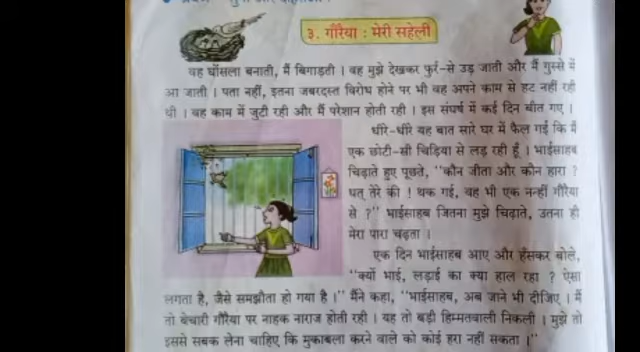 ३. गौरैया : मेरी सहेली
वह घोंसला बनाती, मैं बिगाड़ती । वह मुझे देखकर फुर्र-से उड़ जाती और मैं गुस्से में
आ जाती । पता नहीं, इतना जबरदस्त विरोध होने पर भी वह अपने काम से हट नहीं रही
थी । वह काम में जुटी रही और मैं परेशान होती रही । इस संघर्ष में कई दिन बीत गए ।
धीरे-धीरे यह बात सारे घर में फैल गई कि मैं
एक छोटी-सी चिड़िया से लड़ रही हूँ । भाईसाहब
चिढ़ाते हुए पूछते, ''कौन जीता और कौन हारा ?
धत् तेरे की ! थक गई, वह भी एक नन्हीं गौरैया
से ?'' भाईसाहब जितना मुझे चिढ़ाते, उतना ही
मेरा पारा चढ़ता ।
एक दिन भाईसाहब आए और हँसकर बोले,
''क्यों भाई, लड़ाई का क्या हाल रहा ? ऐसा
लगता है, जैसे समझौता हो गया है ।'' मैंने कहा, ''भाईसाहब, अब जाने भी दीजिए । मैं
तो बेचारी गौरैया पर नाहक नाराज होती रही । यह तो बड़ी हिम्मतवाली निकली । मुझे तो
इससे सबक लेना चाहिए कि मुकाबला करने वाले को कोई हरा नहीं सकता ।''